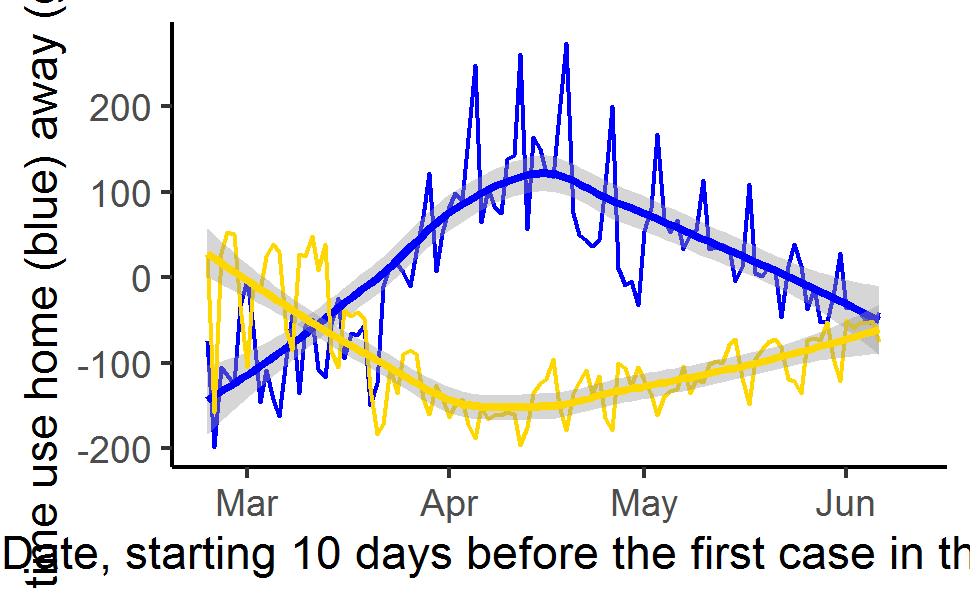 time use home (blue) away (
200
100
0
-100
-200
Mar Apr May Jun
Date, starting 10 days before the first case in th